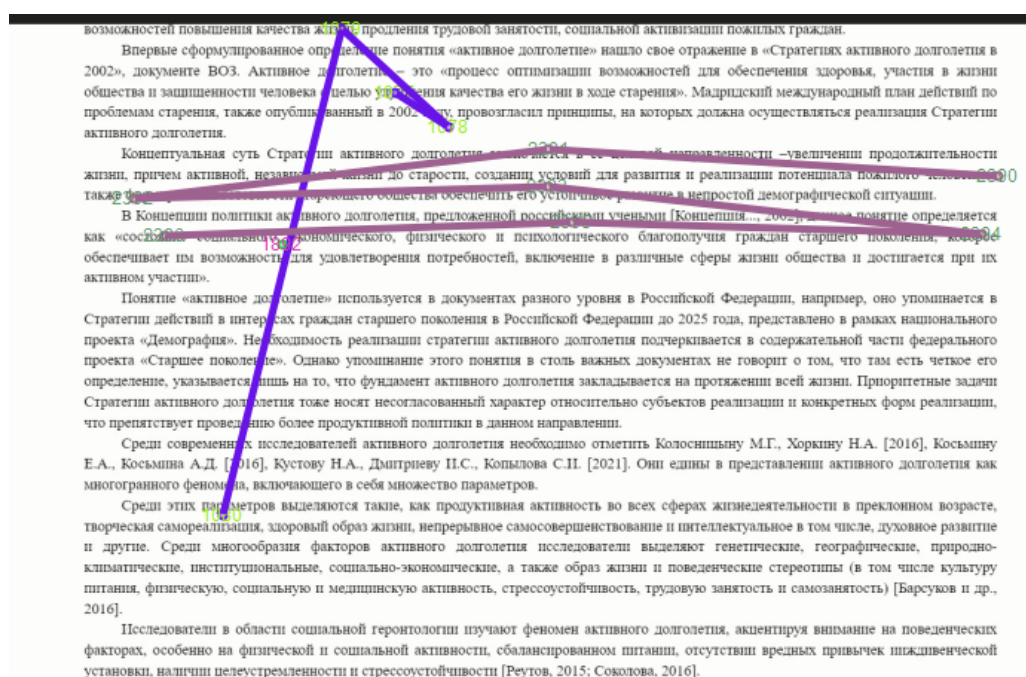 возможностей повышения качества жизни, продления трудовой занятости, социальной активизации пожилых граждан.
Впервые сформулированное определение понятия «активное долголетие» нашло свое отражение в «Стратегиях активного долголетия в
2002», документе ВОЗ. Активное долголетие – это «процесс оптимизации возможностей для обеспечения здоровья, участия в жизни
общества и защищенности человека с целью улучшения качества его жизни в ходе старения». Мадридский международный план действий по
проблемам старения, также опубликованный в 2002 году, провозгласил принципы, на которых должна осуществляться реализация Стратегии
активного долголетия.
Концептуальная суть Стратегии активного долголетия заключается в ее целевой направленности –увеличении продолжительности
жизни, причем активной, независимой жизни до старости, создании условий для развития и реализации потенциала пожилого человека, а
также обеспечить его устойчивое развитие в непростой демографической ситуации.
В Концепции политики активного долголетия, предложенной российскими учеными [Концепция..., 2002], данное понятие определяется
как «состояние социального, экономического, физического и психологического благополучия граждан старшего поколения, которое
обеспечивает им возможность для удовлетворения потребностей, включение в различные сферы жизни общества и достигается при их
активном участии».
Понятие «активное долголетие» используется в документах разного уровня в Российской Федерации, например, оно упоминается в
Стратегии действий в интересах граждан старшего поколения в Российской Федерации до 2025 года, представлено в рамках национального
проекта «Демография». Необходимость реализации стратегии активного долголетия подчеркивается в содержательной части федерального
проекта «Старшее поколение». Однако упоминание этого понятия в столь важных документах не говорит о том, что там есть четкое его
определение, указывается лишь на то, что фундамент активного долголетия закладывается на протяжении всей жизни. Приоритетные задачи
Стратегии активного долголетия тоже носят несогласованный характер относительно субъектов реализации и конкретных форм реализации,
что препятствует проведению более продуктивной политики в данном направлении.
Среди современных исследователей активного долголетия необходимо отметить Колосницыну М.Г., Хоркину Н.А. [2016], Косьмину
Е.А., Косьмина А.Д. [2016], Кустову Н.А., Дмитриеву И.С., Копылова С.И. [2021]. Они едины в представлении активного долголетия как
многогранного феномена, включающего в себя множество параметров.
Среди этих параметров выделяются такие, как продуктивная активность во всех сферах жизнедеятельности в преклонном возрасте,
творческая самореализация, здоровый образ жизни, непрерывное самосовершенствование и интеллектуальное в том числе, духовное развитие
и другие. Среди многообразия факторов активного долголетия исследователи выделяют генетические, географические, природно-
климатические, институциональные, социально-экономические, а также образ жизни и поведенческие стереотипы (в том числе культуру
питания, физическую, социальную и медицинскую активность, стрессоустойчивость, трудовую занятость и самозанятость) [Барсуков и др.,
2016].
Исследователи в области социальной геронтологии изучают феномен активного долголетия, акцентируя внимание на поведенческих
факторах, особенно на физической и социальной активности, сбалансированном питании, отсутствии вредных привычек ииждивенческой
установки, наличии целеустремленности и стрессоустойчивости [Реутов, 2015; Соколова, 2016].
1079
1078
1080
1882
2390
2394